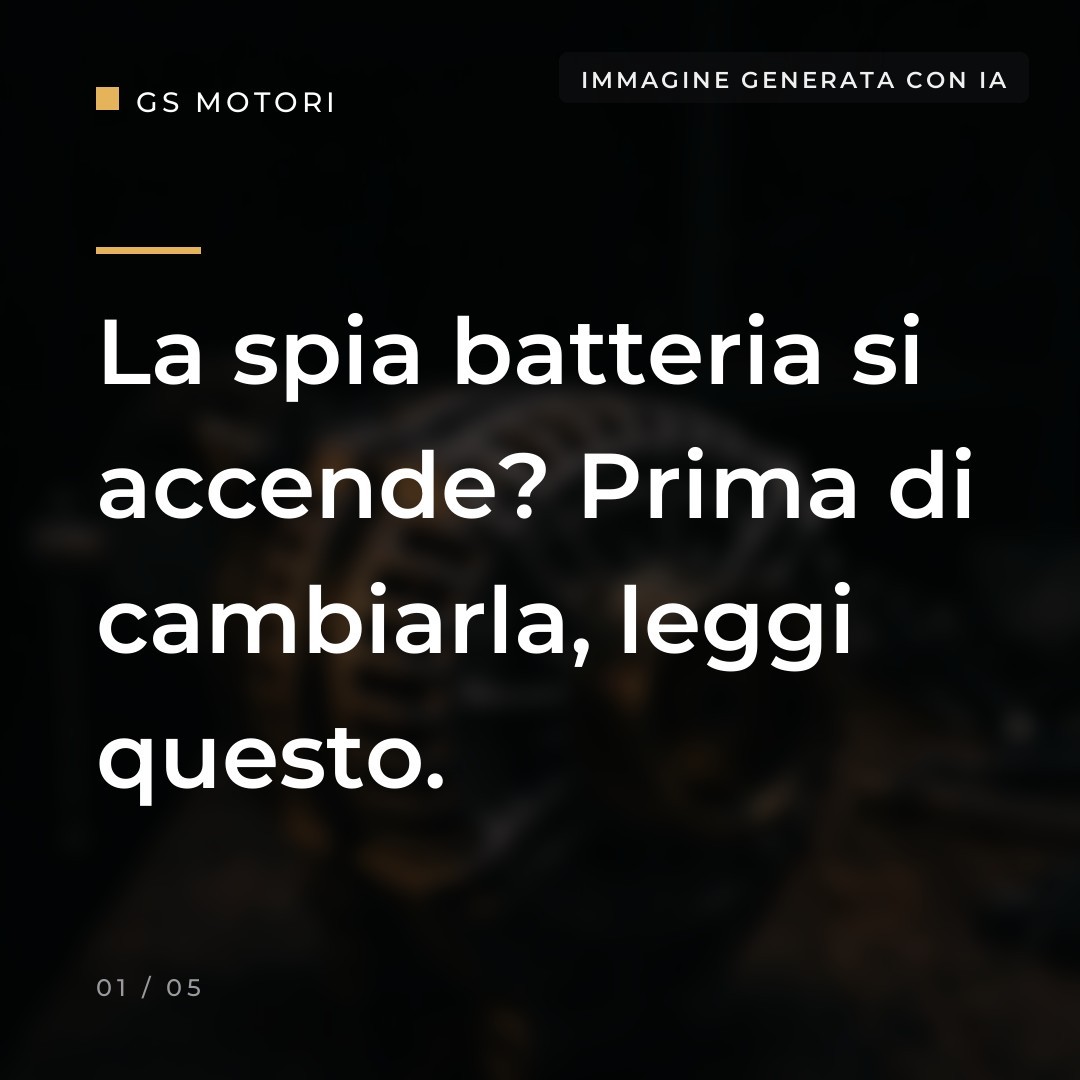 GS MOTORI
IMMAGINE GENERATA CON IA
La spia batteria si
accende? Prima di
cambiarla, leggi
questo.
01 / 05